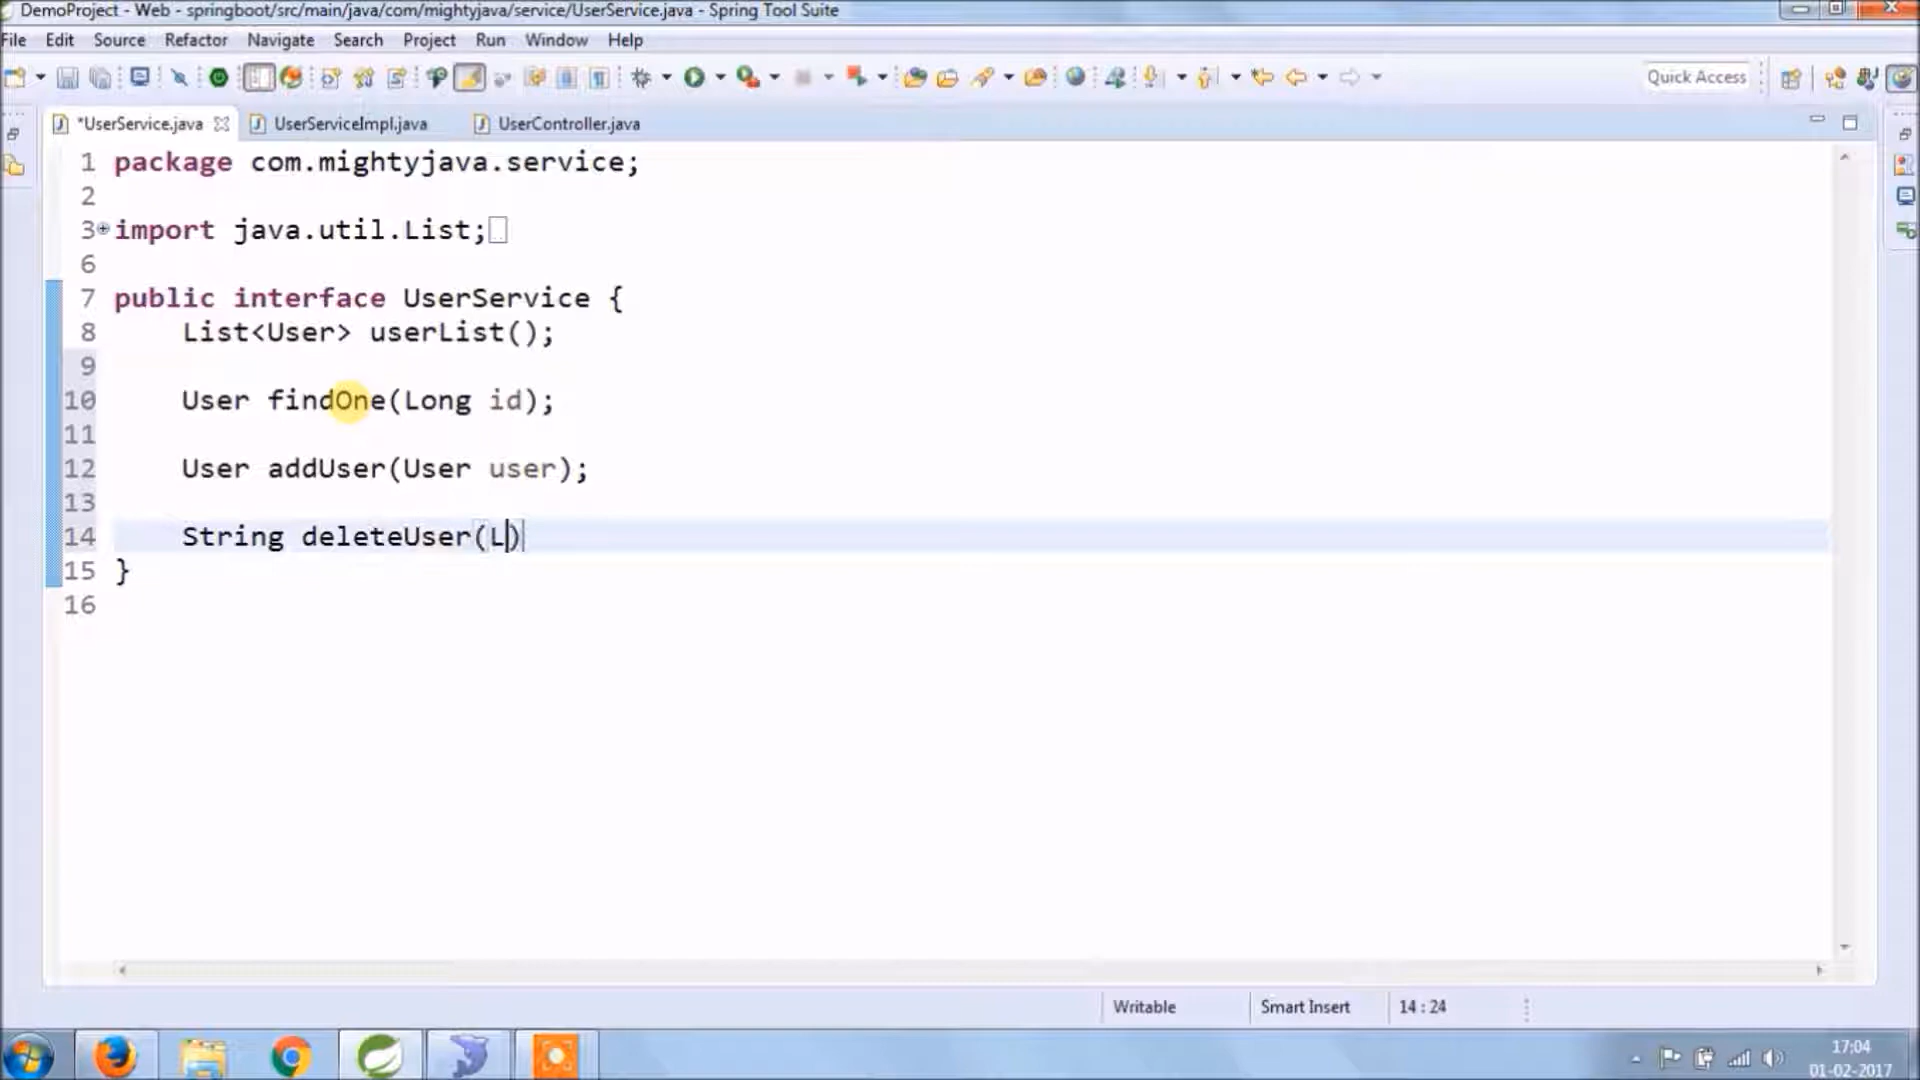 DemoProject - Web - springboot/src/main/java/com/mightyjava/service/UserService.java - Spring Tool Suite
File Edit Source Refactor Navigate Search Project Run Window Help
Quick Access
*UserService.java UserServiceImpl.java UserController.java
1 package com.mightyjava.service;
2
3 import java.util.List;
6
7 public interface UserService {
8 List<User> userList();
9
10 User findOne(Long id);
11
12 User addUser(User user);
13
14 String deleteUser(L)
15 }
16
Writable Smart Insert 14 : 24
17:04
01-02-2017